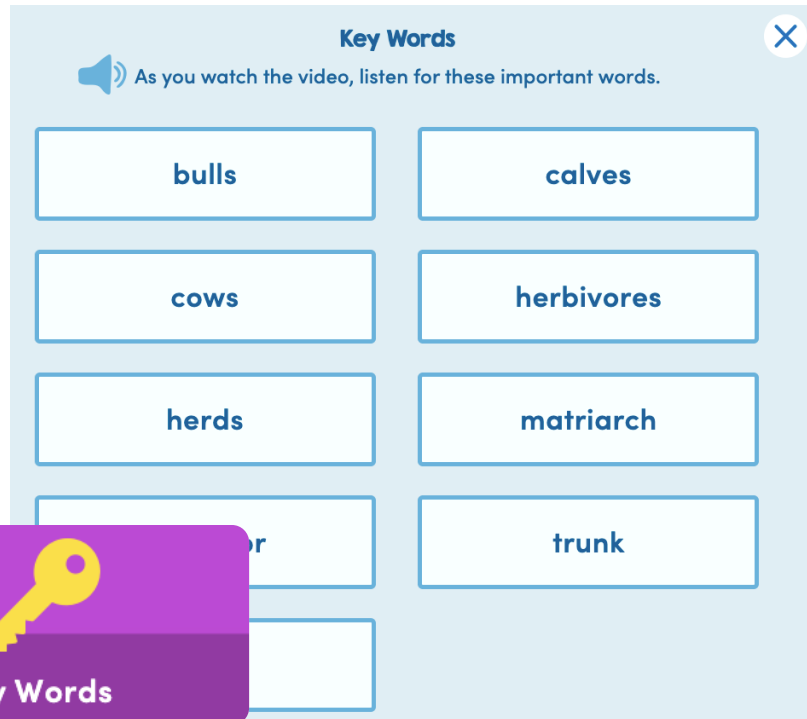 Key Words
As you watch the video, listen for these important words.
bulls
calves
cows
herbivores
herds
matriarch
trunk
Words